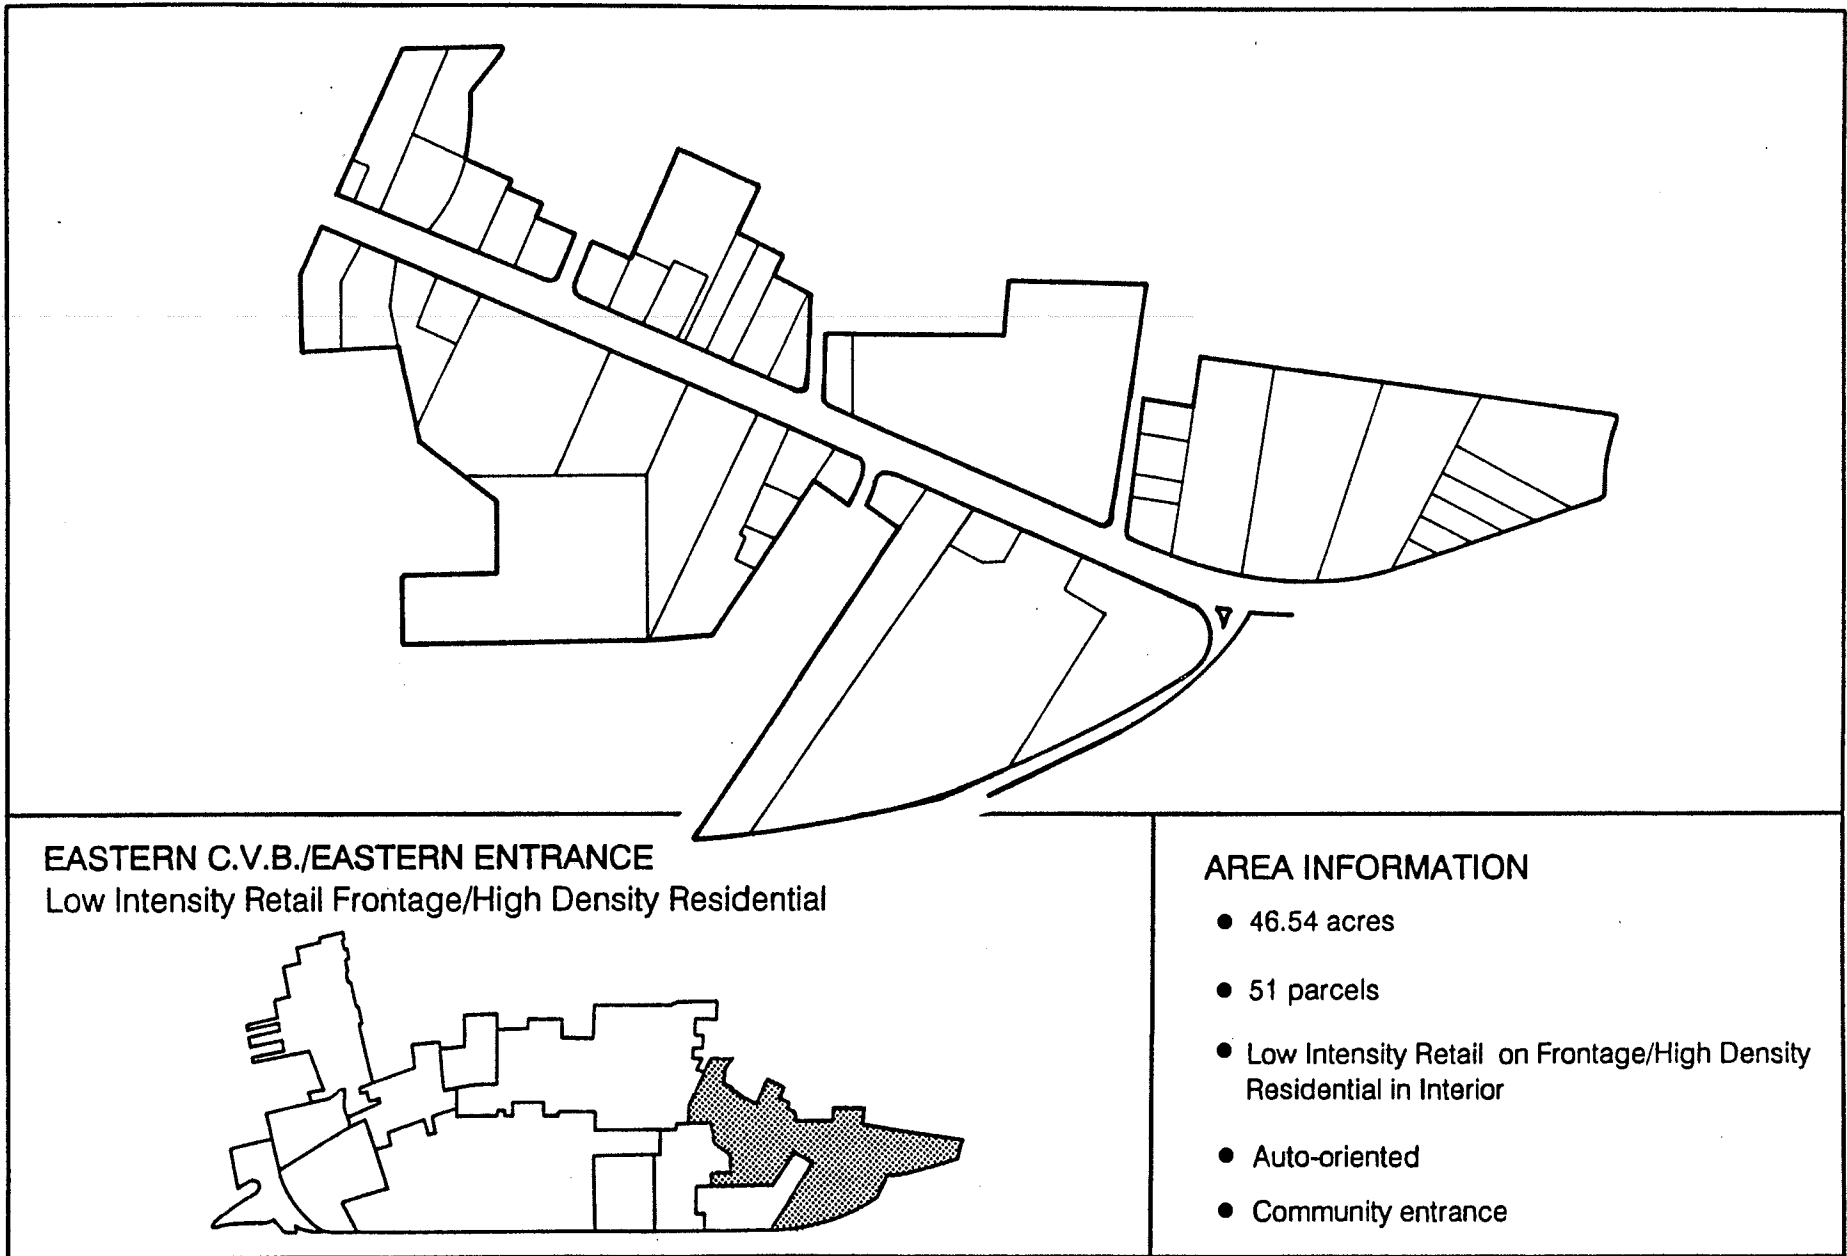 EASTERN C.V.B./EASTERN ENTRANCE
Low Intensity Retail Frontage/High Density Residential
AREA INFORMATION
● 46.54 acres
● 51 parcels
● Low Intensity Retail on Frontage/High Density
Residential in Interior
● Auto-oriented
● Community entrance